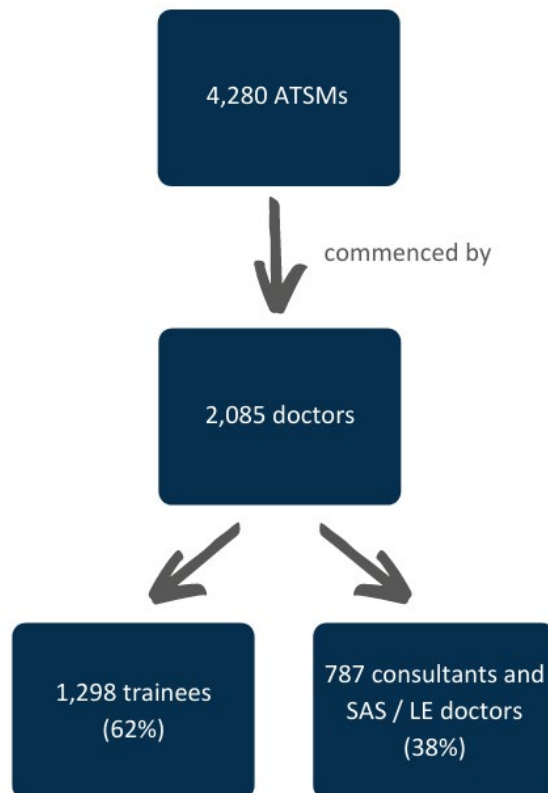 4,280 ATSMs
commenced by
2,085 doctors
1,298 trainees
(62%)
787 consultants and
SAS / LE doctors
(38%)